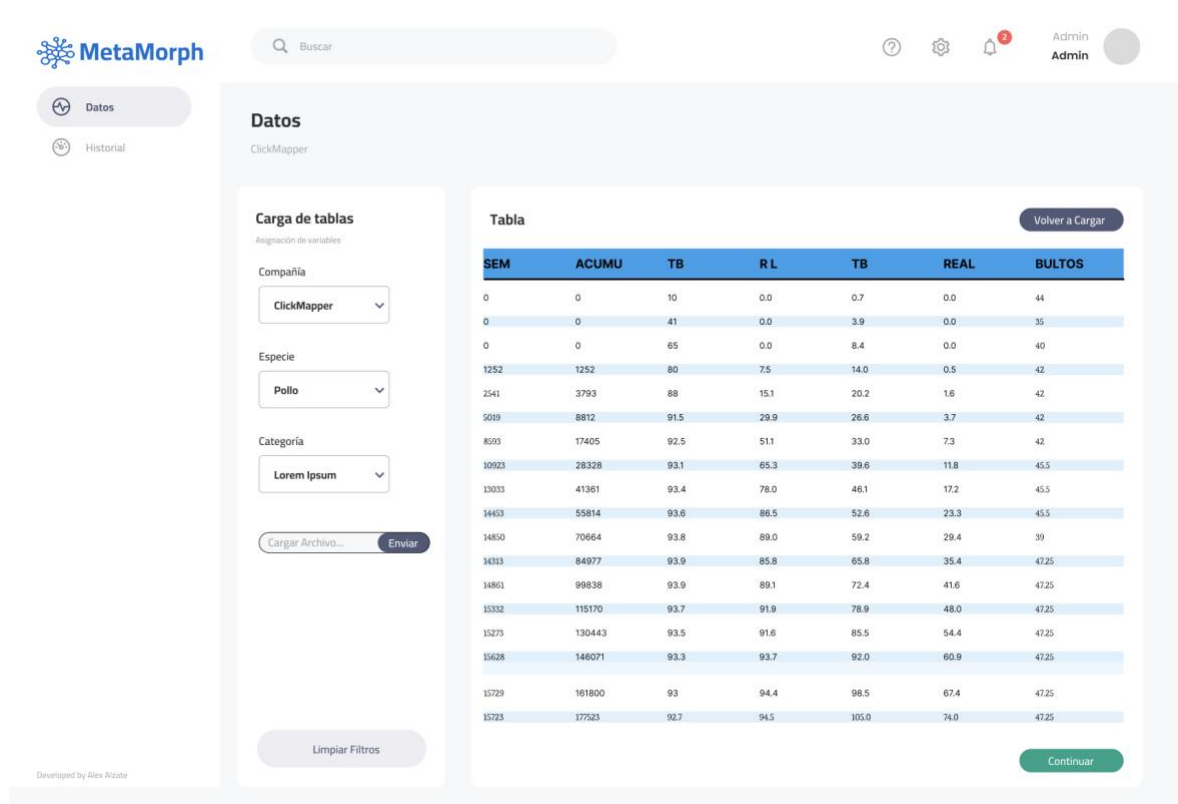 MetaMorph
Buscar
2
Admin
Admin
Datos
Historial
Datos
ClickMapper
Carga de tablas
Asignación de variables
Compañía
ClickMapper
Especie
Pollo
Categoría
Lorem Ipsum
Cargar Archivo... Enviar
Limpiar Filtros
Tabla
Volver a Cargar
SEM ACUMU TB R L TB REAL BULTOS
0 0 10 0.0 0.7 0.0 44
0 0 41 0.0 3.9 0.0 35
0 0 65 0.0 8.4 0.0 40
1252 1252 80 7.5 14.0 0.5 42
2541 3793 88 15.1 20.2 1.6 42
5019 8812 91.5 29.9 26.6 3.7 42
8593 17405 92.5 51.1 33.0 7.3 42
10923 28328 93.1 65.3 39.6 11.8 45.5
13033 41361 93.4 78.0 46.1 17.2 45.5
14453 55814 93.6 86.5 52.6 23.3 45.5
14850 70664 93.8 89.0 59.2 29.4 39
14313 84977 93.9 85.8 65.8 35.4 47.25
14861 99838 93.9 89.1 72.4 41.6 47.25
15332 115170 93.7 91.9 78.9 48.0 47.25
15273 130443 93.5 91.6 85.5 54.4 47.25
15628 146071 93.3 93.7 92.0 60.9 47.25
15729 161800 93 94.4 98.5 67.4 47.25
15723 177523 92.7 94.5 105.0 74.0 47.25
Continuar
Developed by Alex Alzate